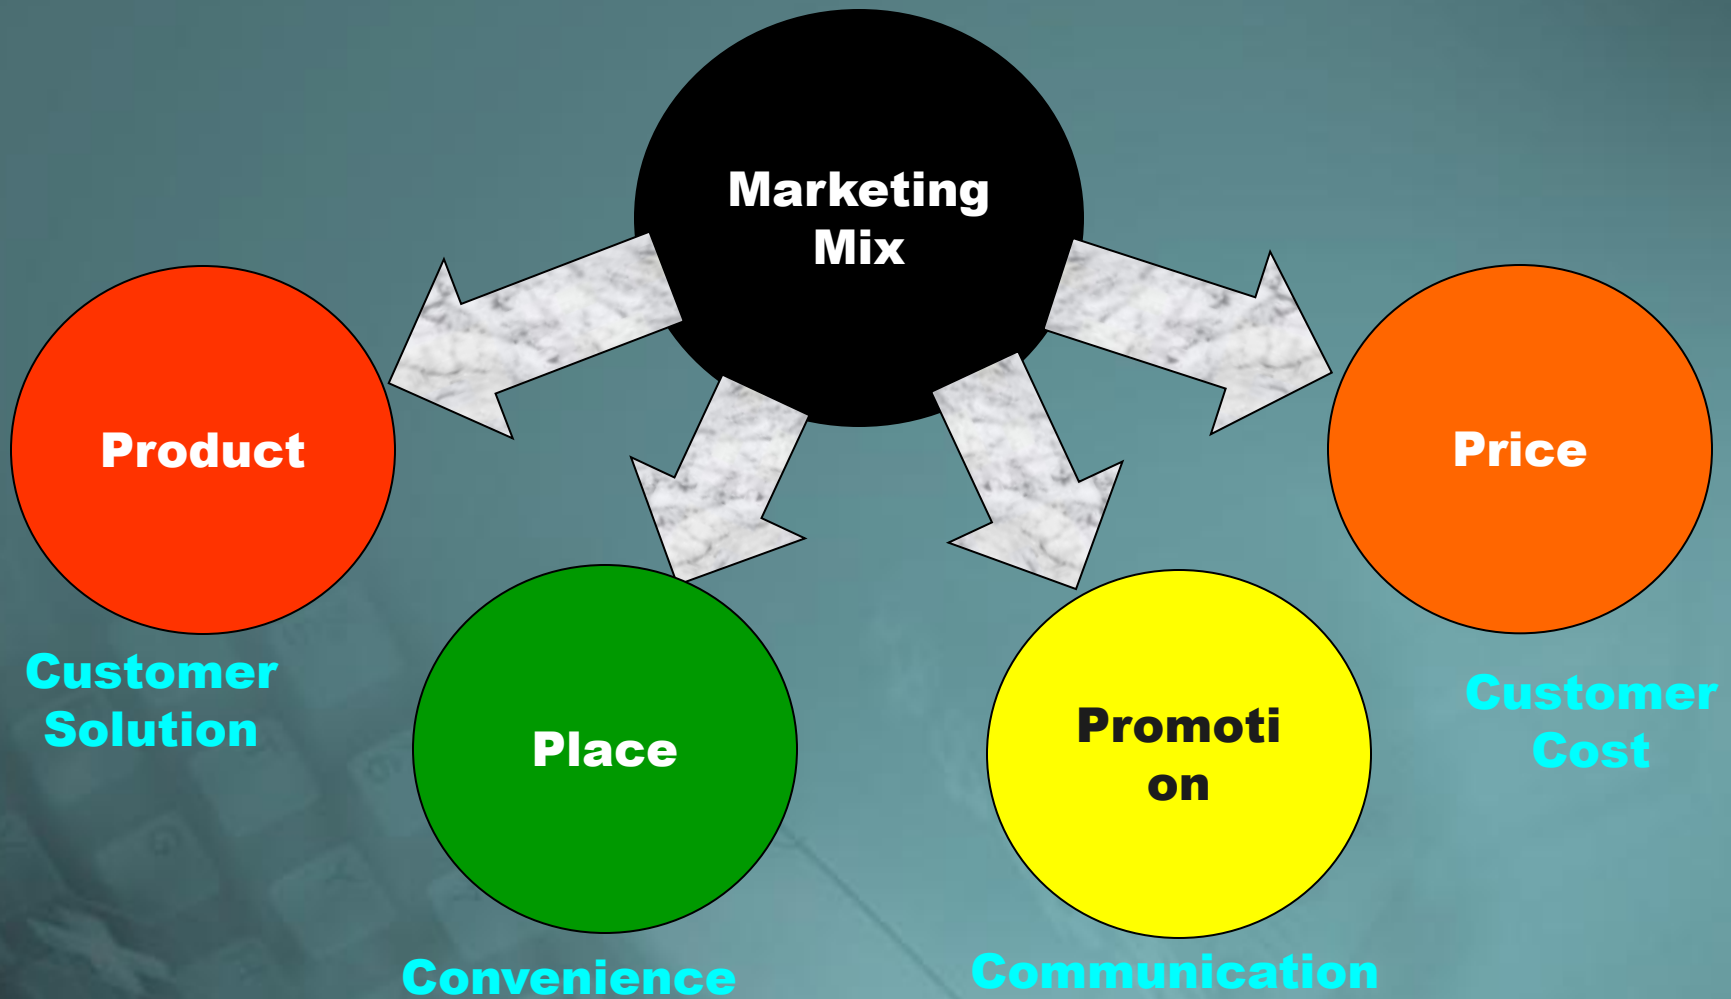 Marketing
Mix
Product
Price
Customer
Solution
Place
Promoti
on
Customer
Cost
Convenience
Communication